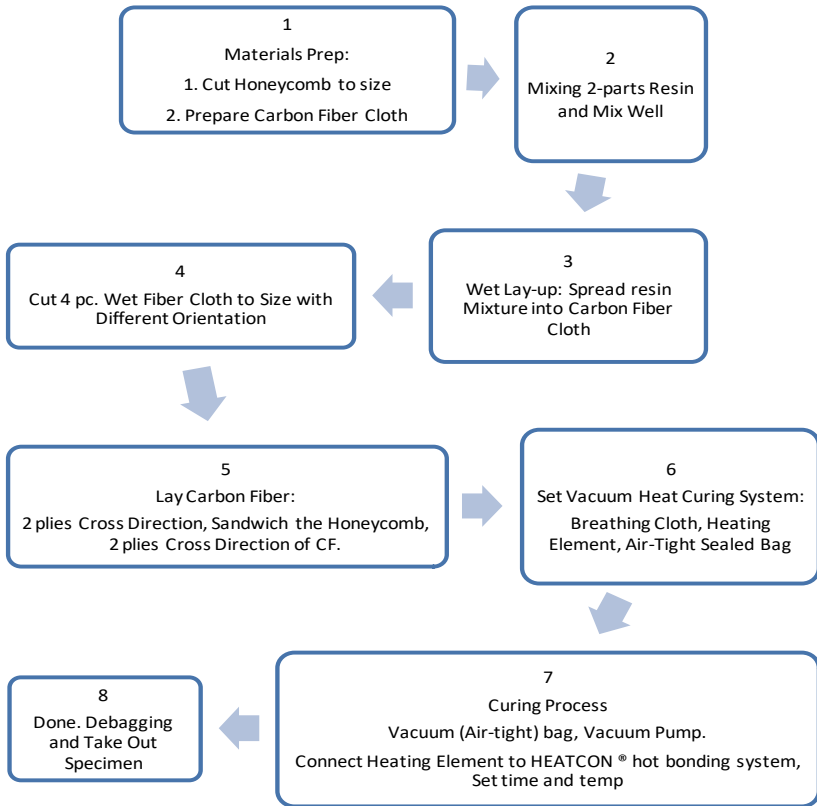 1
Materials Prep:
1. Cut Honeycomb to size
2. Prepare Carbon Fiber Cloth
2
Mixing 2-parts Resin
and Mix Well
3
Wet Lay-up: Spread resin
Mixture into Carbon Fiber
Cloth
4
Cut 4 pc. Wet Fiber Cloth to Size with
Different Orientation
5
Lay Carbon Fiber:
2 plies Cross Direction, Sandwich the Honeycomb,
2 plies Cross Direction of CF.
6
Set Vacuum Heat Curing System:
Breathing Cloth, Heating
Element, Air-Tight Sealed Bag
7
Curing Process
Vacuum (Air-tight) bag, Vacuum Pump.
Connect Heating Element to HEATCON ® hot bonding system,
Set time and temp
8
Done. Debagging
and Take Out
Specimen